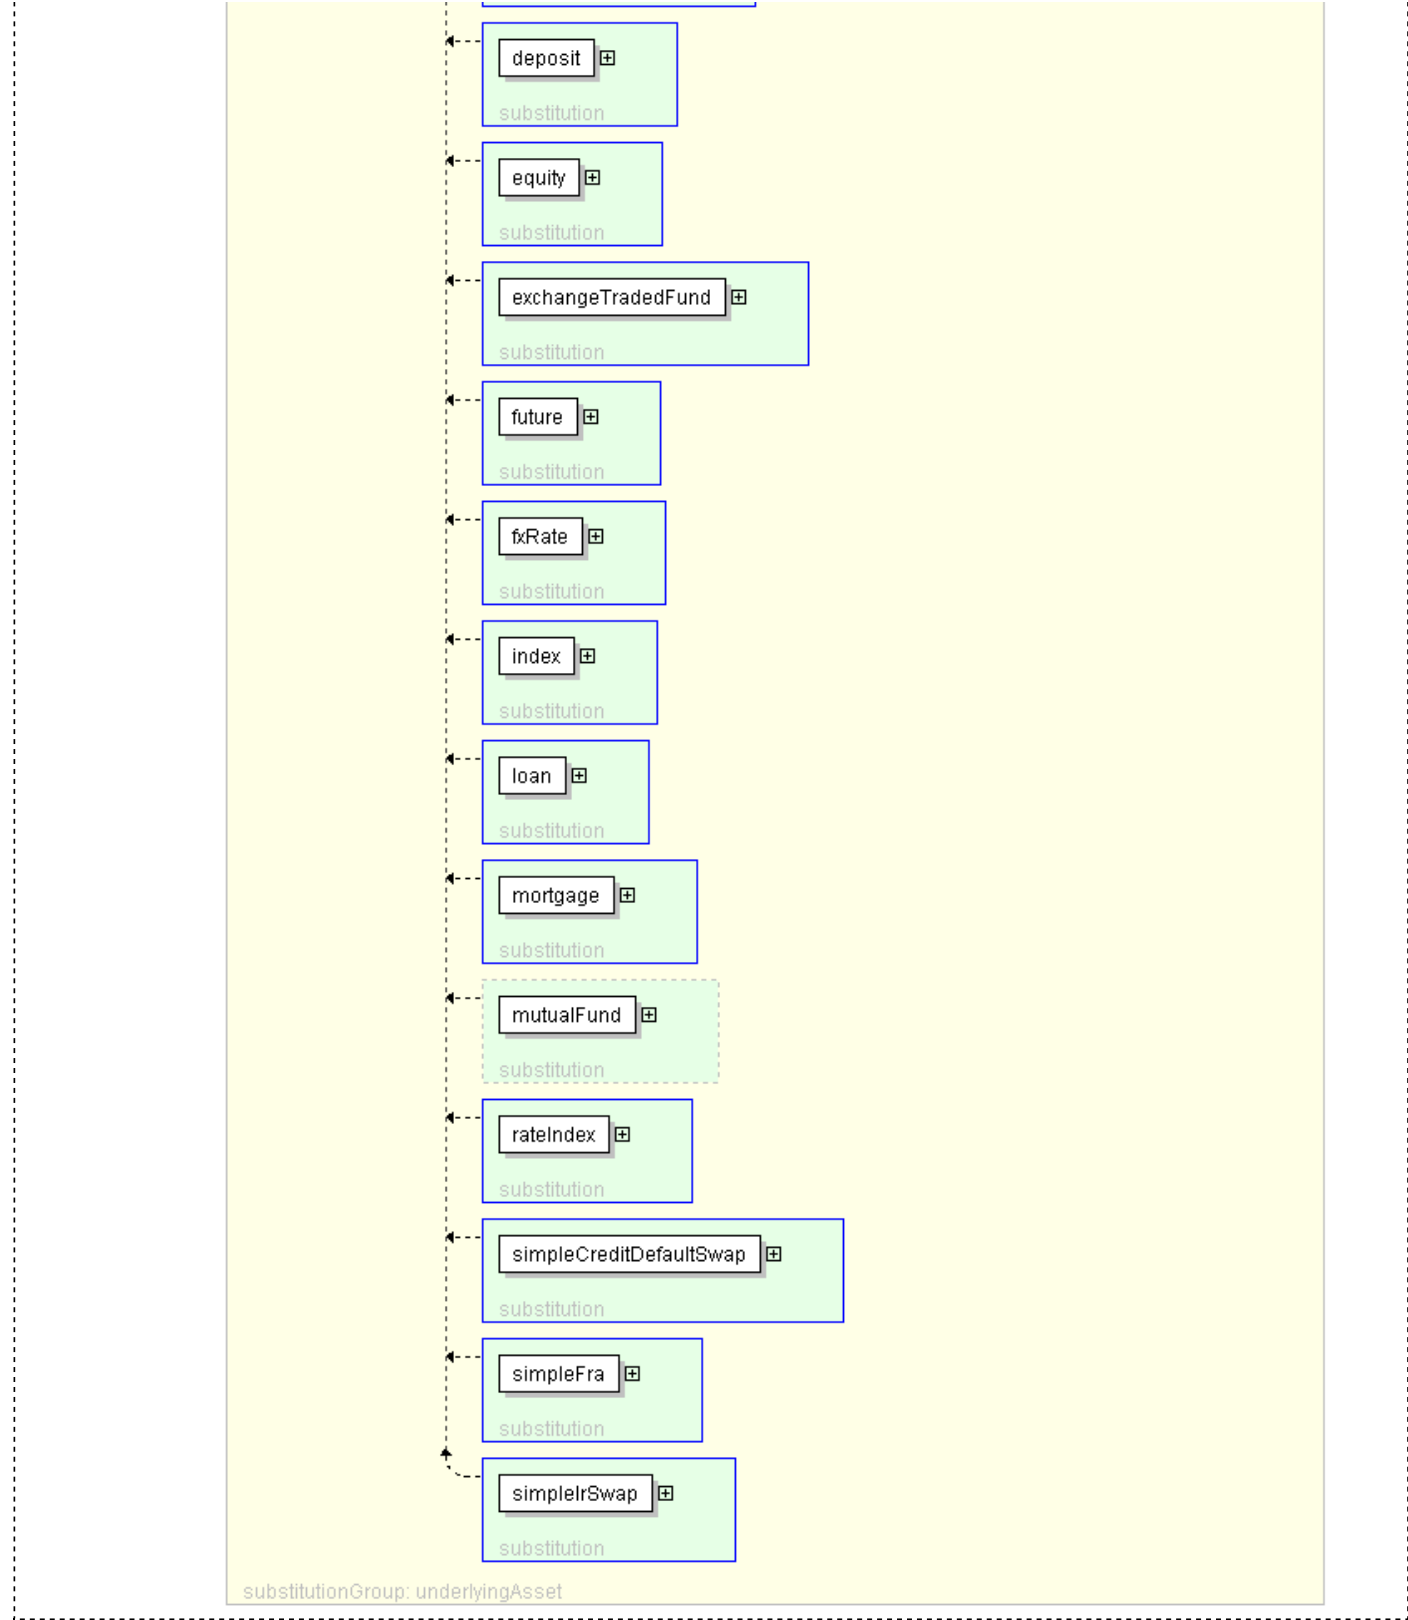 deposit
substitution
equity
substitution
exchangeTradedFund
substitution
future
substitution
fxRate
substitution
index
substitution
loan
substitution
mortgage
substitution
mutualFund
substitution
rateIndex
substitution
simpleCreditDefaultSwap
substitution
simpleFra
substitution
simpleIrSwap
substitution
substitutionGroup: underlyingAsset